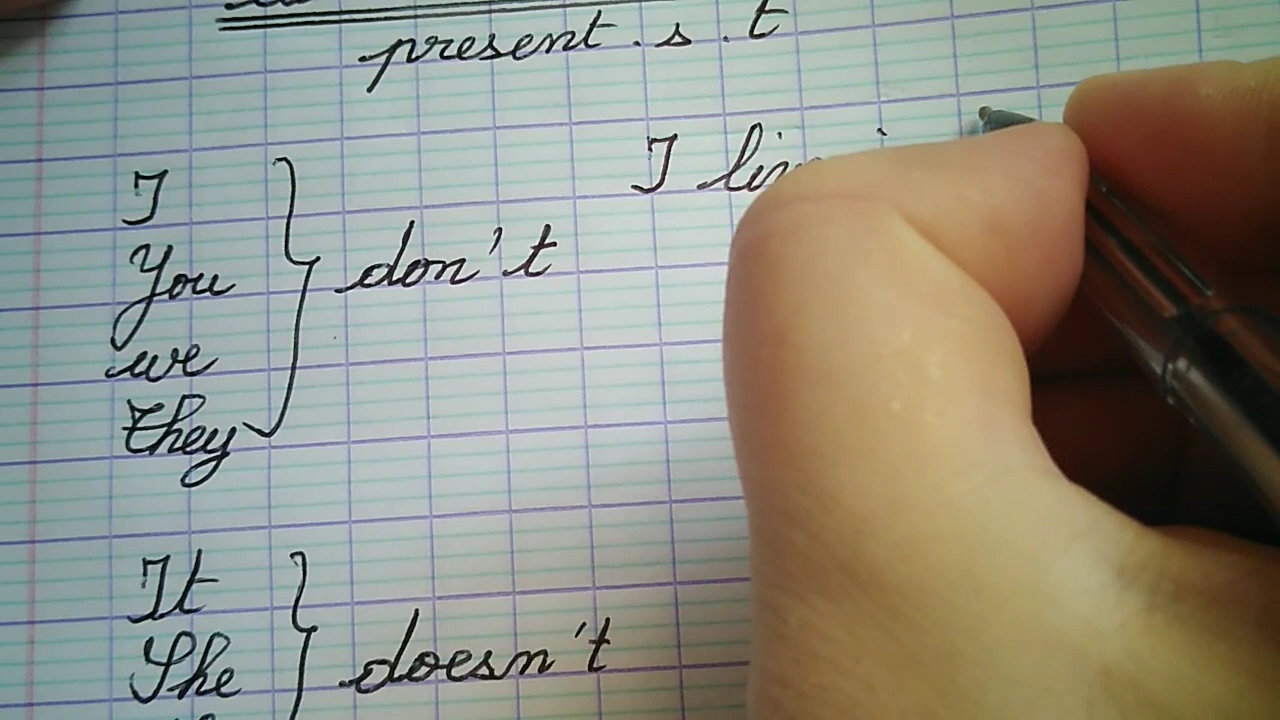 present . s . t
I
You
we
they
don't
I
It
She
doesn't